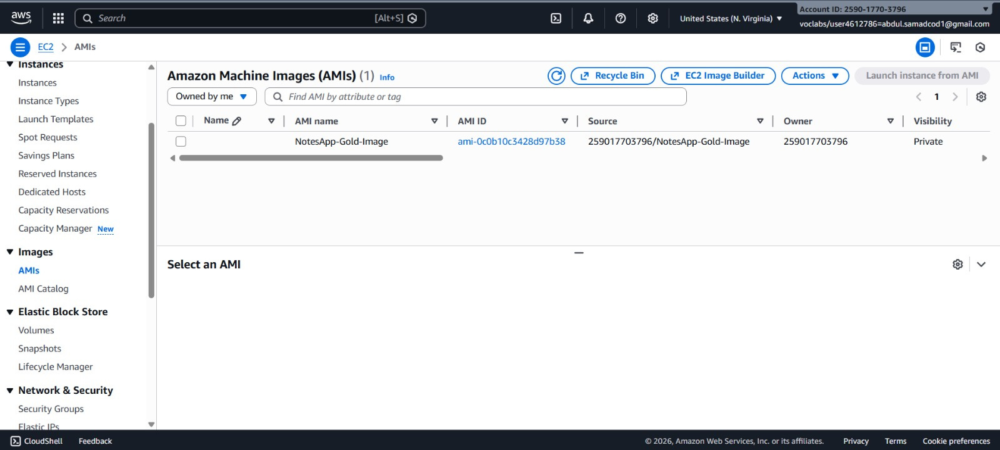 aws
Search [Alt+S]
United States (N. Virginia)
Account ID: 2590-1770-3796
voclabs/user4612786=abdul.samadcod1@gmail.com
EC2 > AMIs
Instances
Instances
Instance Types
Launch Templates
Spot Requests
Savings Plans
Reserved Instances
Dedicated Hosts
Capacity Reservations
Capacity Manager New
Images
AMIs
AMI Catalog
Elastic Block Store
Volumes
Snapshots
Lifecycle Manager
Network & Security
Security Groups
Elastic IPs
Amazon Machine Images (AMIs) (1) Info
Recycle Bin
EC2 Image Builder
Actions
Launch instance from AMI
Owned by me
Find AMI by attribute or tag
1
Name AMI name AMI ID Source Owner Visibility
NotesApp-Gold-Image ami-0c0b10c3428d97b38 259017703796/NotesApp-Gold-Image 259017703796 Private
Select an AMI
CloudShell Feedback
© 2026, Amazon Web Services, Inc. or its affiliates. Privacy Terms Cookie preferences